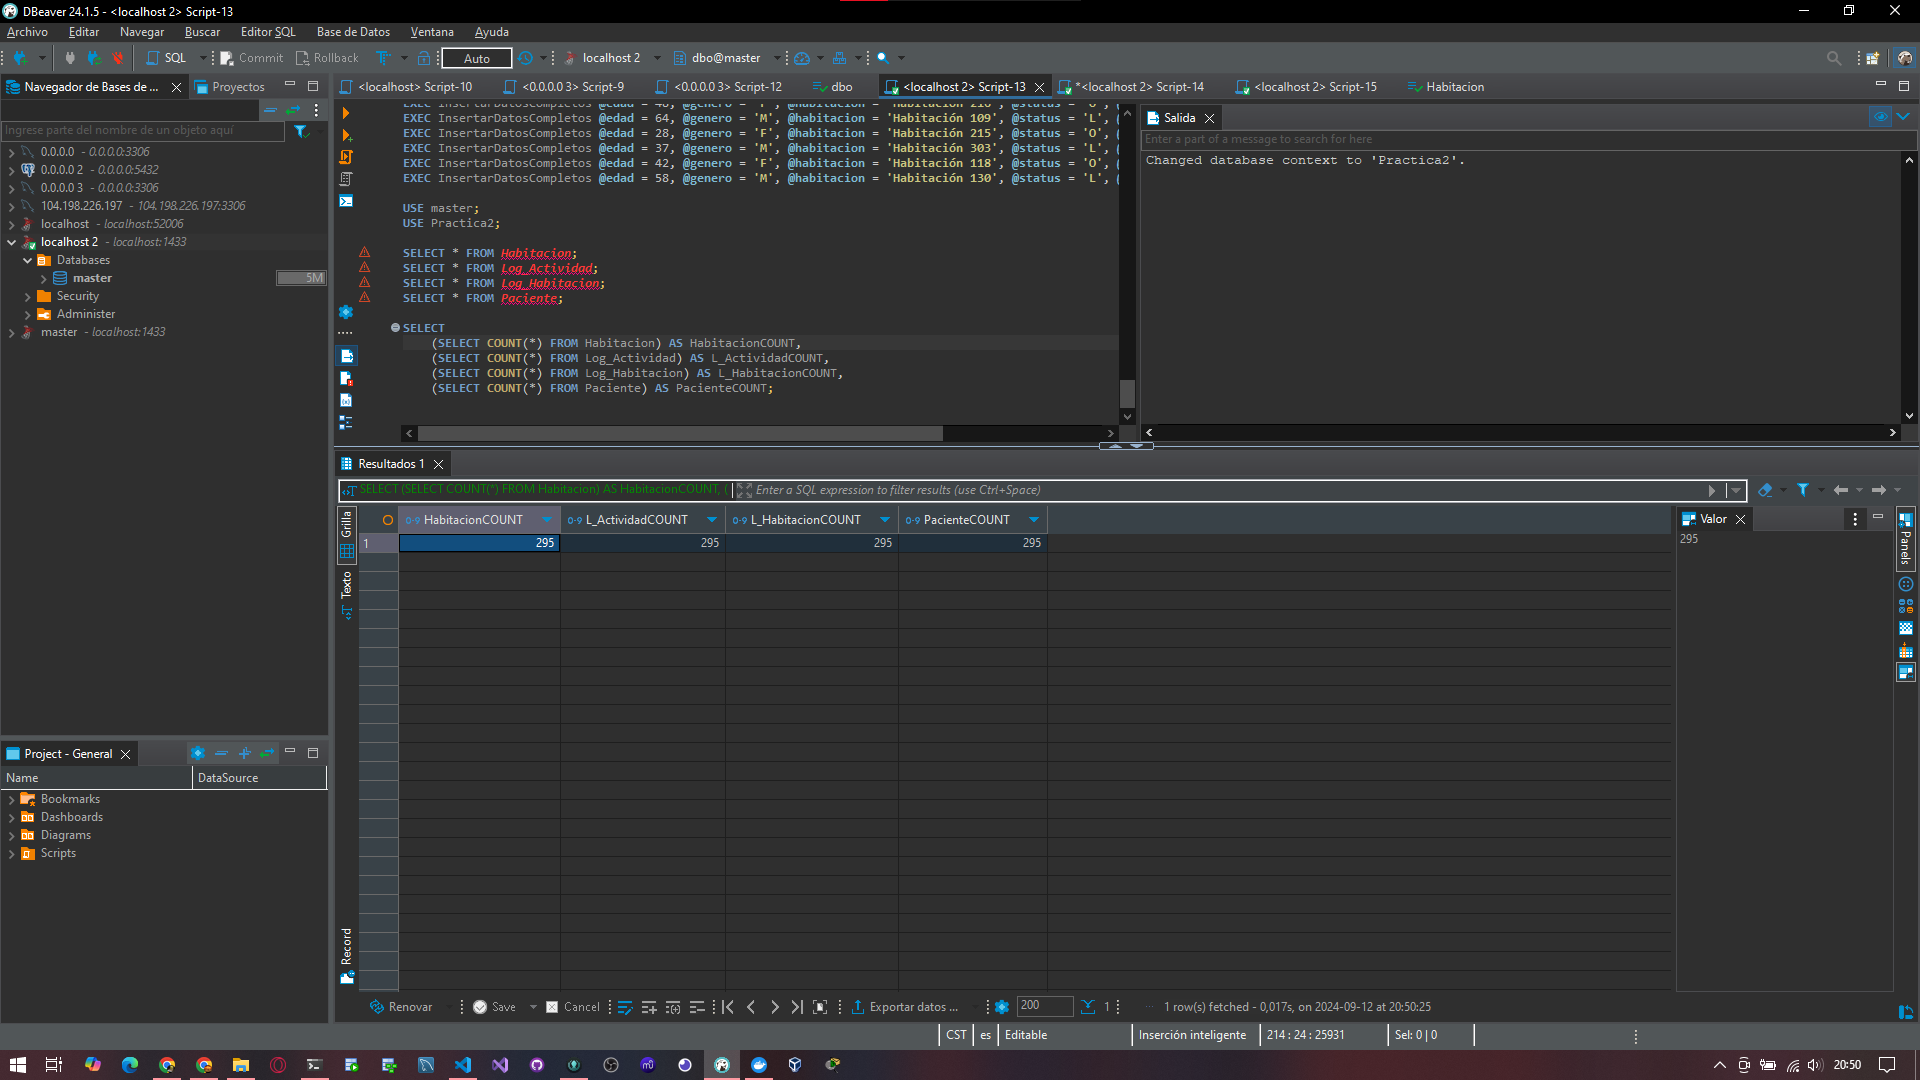 DBeaver 24.1.5 - <localhost 2> Script-13
Archivo Editar Navegar Buscar Editor SQL Base de Datos Ventana Ayuda
SQL Commit Rollback Auto localhost 2 dbo@master
Navegador de Bases de ... Proyectos
<localhost> Script-10 <0.0.0.0 3> Script-9 <0.0.0.0 3> Script-12 dbo <localhost 2> Script-13 *<localhost 2> Script-14 <localhost 2> Script-15 Habitacion
Ingrese parte del nombre de un objeto aquí
0.0.0.0 - 0.0.0.0:3306
0.0.0.0 2 - 0.0.0.0:5432
0.0.0.0 3 - 0.0.0.0:3306
104.198.226.197 - 104.198.226.197:3306
localhost - localhost:52006
localhost 2 - localhost:1433
Databases
master 5M
Security
Administer
master - localhost:1433
EXEC InsertarDatosCompletos @edad = 64, @genero = 'M', @habitacion = 'Habitación 109', @status = 'L',
EXEC InsertarDatosCompletos @edad = 28, @genero = 'F', @habitacion = 'Habitación 215', @status = 'O',
EXEC InsertarDatosCompletos @edad = 37, @genero = 'M', @habitacion = 'Habitación 303', @status = 'L',
EXEC InsertarDatosCompletos @edad = 42, @genero = 'F', @habitacion = 'Habitación 118', @status = 'O',
EXEC InsertarDatosCompletos @edad = 58, @genero = 'M', @habitacion = 'Habitación 130', @status = 'L',
USE master;
USE Practica2;
SELECT * FROM Habitacion;
SELECT * FROM Log_Actividad;
SELECT * FROM Log_Habitacion;
SELECT * FROM Paciente;
SELECT
(SELECT COUNT(*) FROM Habitacion) AS HabitacionCOUNT,
(SELECT COUNT(*) FROM Log_Actividad) AS L_ActividadCOUNT,
(SELECT COUNT(*) FROM Log_Habitacion) AS L_HabitacionCOUNT,
(SELECT COUNT(*) FROM Paciente) AS PacienteCOUNT;
Salida
Enter a part of a message to search for here
Changed database context to 'Practica2'.
Resultados 1
SELECT (SELECT COUNT(*) FROM Habitacion) AS HabitacionCOUNT, ( Enter a SQL expression to filter results (use Ctrl+Space)
Grilla
Texto
Record
HabitacionCOUNT L_ActividadCOUNT L_HabitacionCOUNT PacienteCOUNT
1 295 295 295 295
Valor
295
Panels
Project - General
Name DataSource
Bookmarks
Dashboards
Diagrams
Scripts
Renovar Save Cancel Exportar datos ... 200 1 1 row(s) fetched - 0,017s, on 2024-09-12 at 20:50:25
CST es Editable Inserción inteligente 214 : 24 : 25931 Sel: 0 | 0
20:50